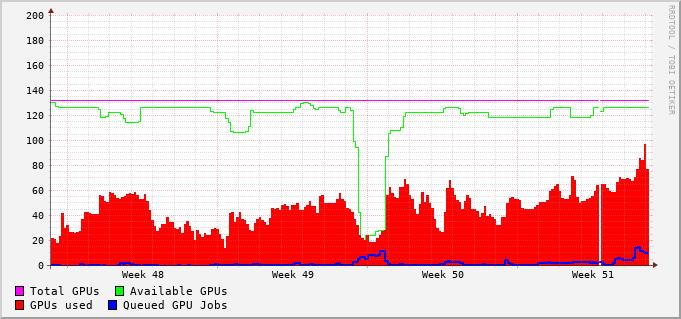 200
180
160
140
120
100
80
60
40
20
0
Week 48 Week 49 Week 50 Week 51
RRDTOOL / TOBI OETIKER
Total GPUs Available GPUs
GPUs used Queued GPU Jobs